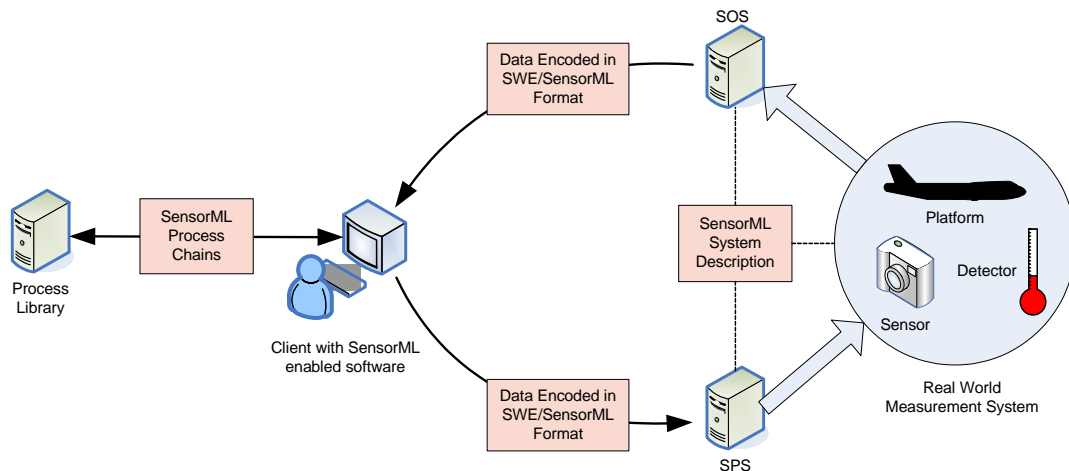 SOS
Data Encoded in
SWE/SensorML
Format
Platform
SensorML
Process
Chains
SensorML
System
Description
Detector
Process
Library
Sensor
Client with SensorML
enabled software
Data Encoded in
SWE/SensorML
Format
Real World
Measurement System
SPS